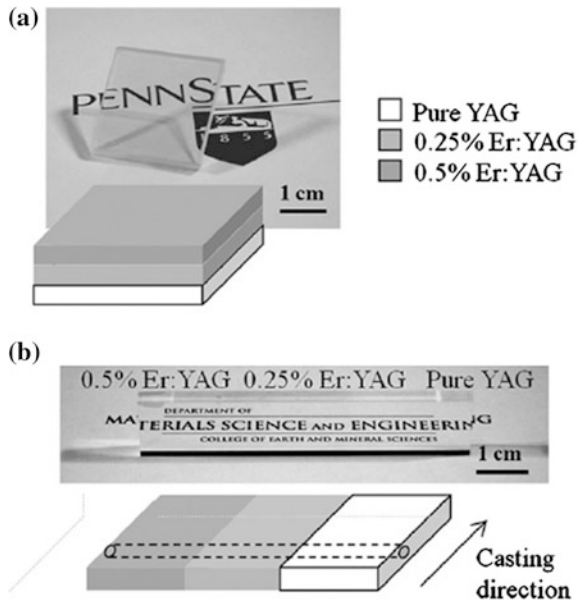 (a)
PENNSTATE
1855
1 cm
Pure YAG
0.25% Er:YAG
0.5% Er:YAG
(b)
0.5% Er:YAG 0.25% Er:YAG Pure YAG
DEPARTMENT OF
MATERIALS SCIENCE AND ENGINEERING
COLLEGE OF EARTH AND MINERAL SCIENCES
1 cm
Casting
direction